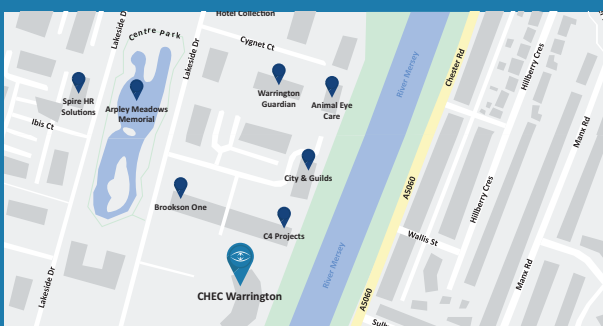 Hotel Collection
Lakeside Dr
Centre Park
Lakeside Dr
Cygnet Ct
River Mersey
Chester Rd
Hillberry Cres
Manx Rd
Spire HR
Solutions
Arpley Meadows
Memorial
Warrington
Guardian
Animal Eye
Care
Ibis Ct
City & Guilds
A5060
Hillberry Cres
Brookson One
C4 Projects
Wallis St
River Mersey
Manx Rd
Lakeside Dr
CHEC Warrington
A5060